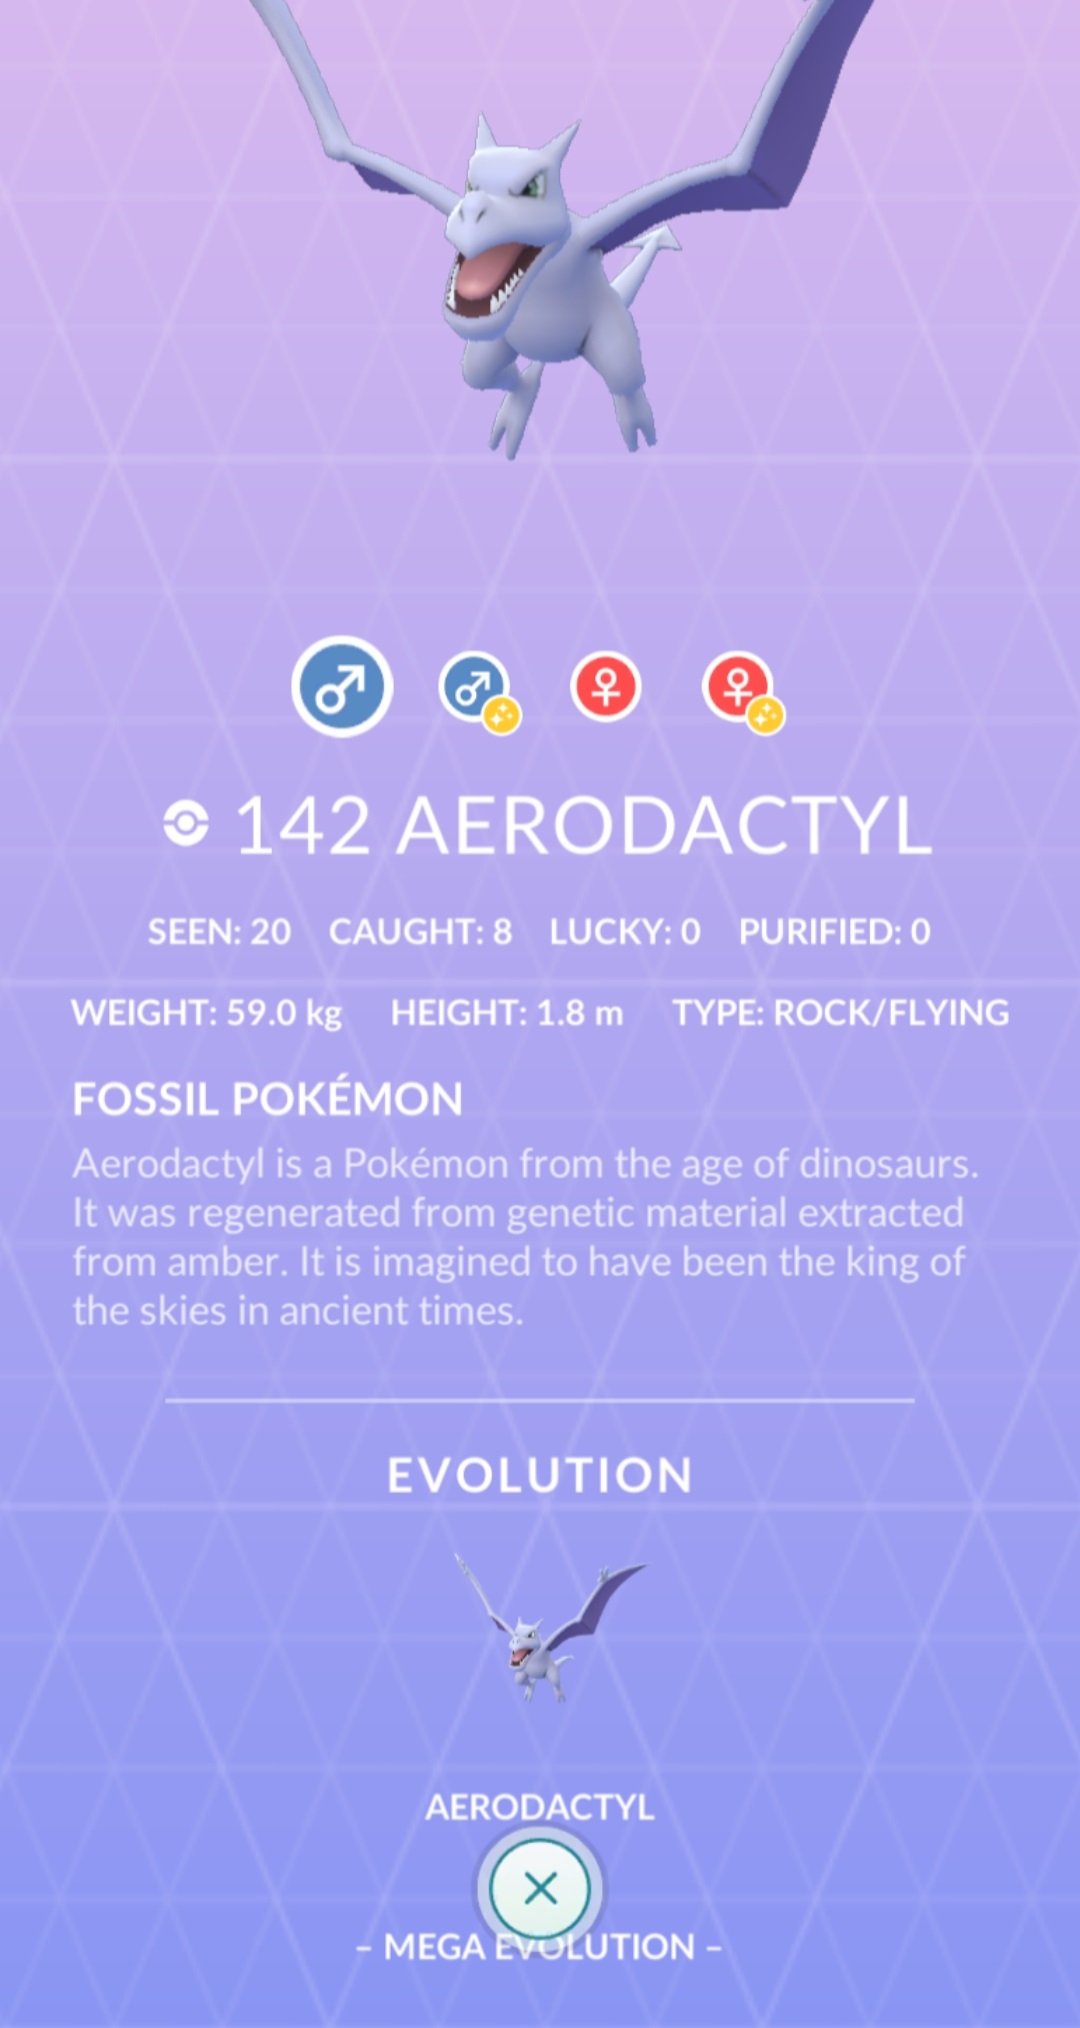 142 AERODACTYL
SEEN: 20 CAUGHT: 8 LUCKY: 0 PURIFIED: 0
WEIGHT: 59.0 kg HEIGHT: 1.8 m TYPE: ROCK/FLYING
FOSSIL POKÉMON
Aerodactyl is a Pokémon from the age of dinosaurs.
It was regenerated from genetic material extracted
from amber. It is imagined to have been the king of
the skies in ancient times.
EVOLUTION
AERODACTYL
– MEGA EVOLUTION –